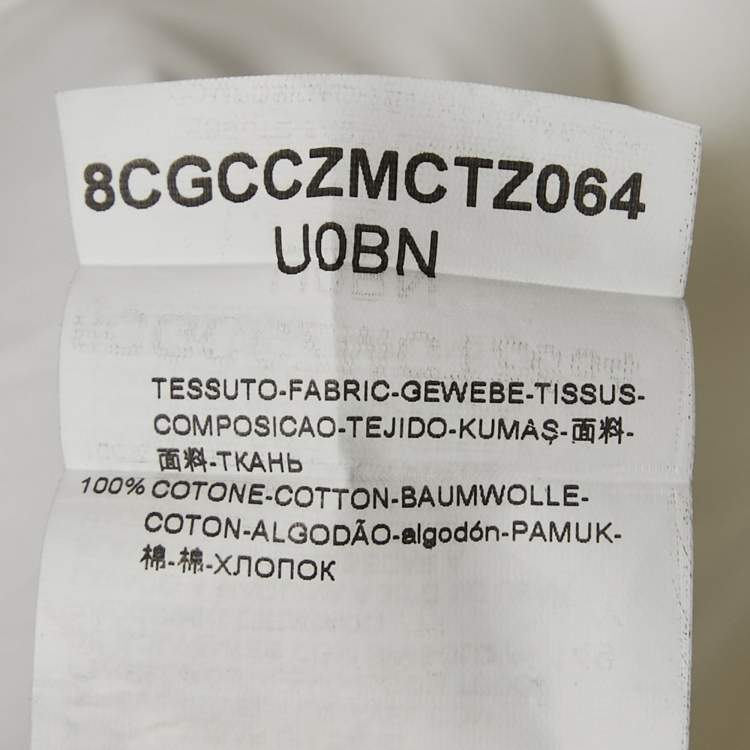 8CGCCZMCTZ064
U0BN
TESSUTO-FABRIC-GEWEBE-TISSUS-
COMPOSICAO-TEJIDO-KUMAŞ-面料-
面料-ТКАНЬ
100% COTONE-COTTON-BAUMWOLLE-
COTON-ALGODÃO-algodón-PAMUK-
棉-棉-ХЛОПОК